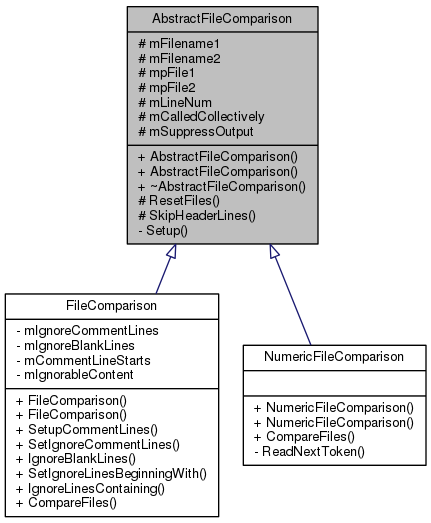 AbstractFileComparison
# mFilename1
# mFilename2
# mpFile1
# mpFile2
# mLineNum
# mCalledCollectively
# mSuppressOutput
+ AbstractFileComparison()
+ AbstractFileComparison()
+ ~AbstractFileComparison()
# ResetFiles()
# SkipHeaderLines()
- Setup()
FileComparison
- mIgnoreCommentLines
- mIgnoreBlankLines
- mCommentLineStarts
- mIgnorableContent
+ FileComparison()
+ FileComparison()
+ SetupCommentLines()
+ SetIgnoreCommentLines()
+ IgnoreBlankLines()
+ SetIgnoreLinesBeginningWith()
+ IgnoreLinesContaining()
+ CompareFiles()
NumericFileComparison
+ NumericFileComparison()
+ NumericFileComparison()
+ CompareFiles()
- ReadNextToken()